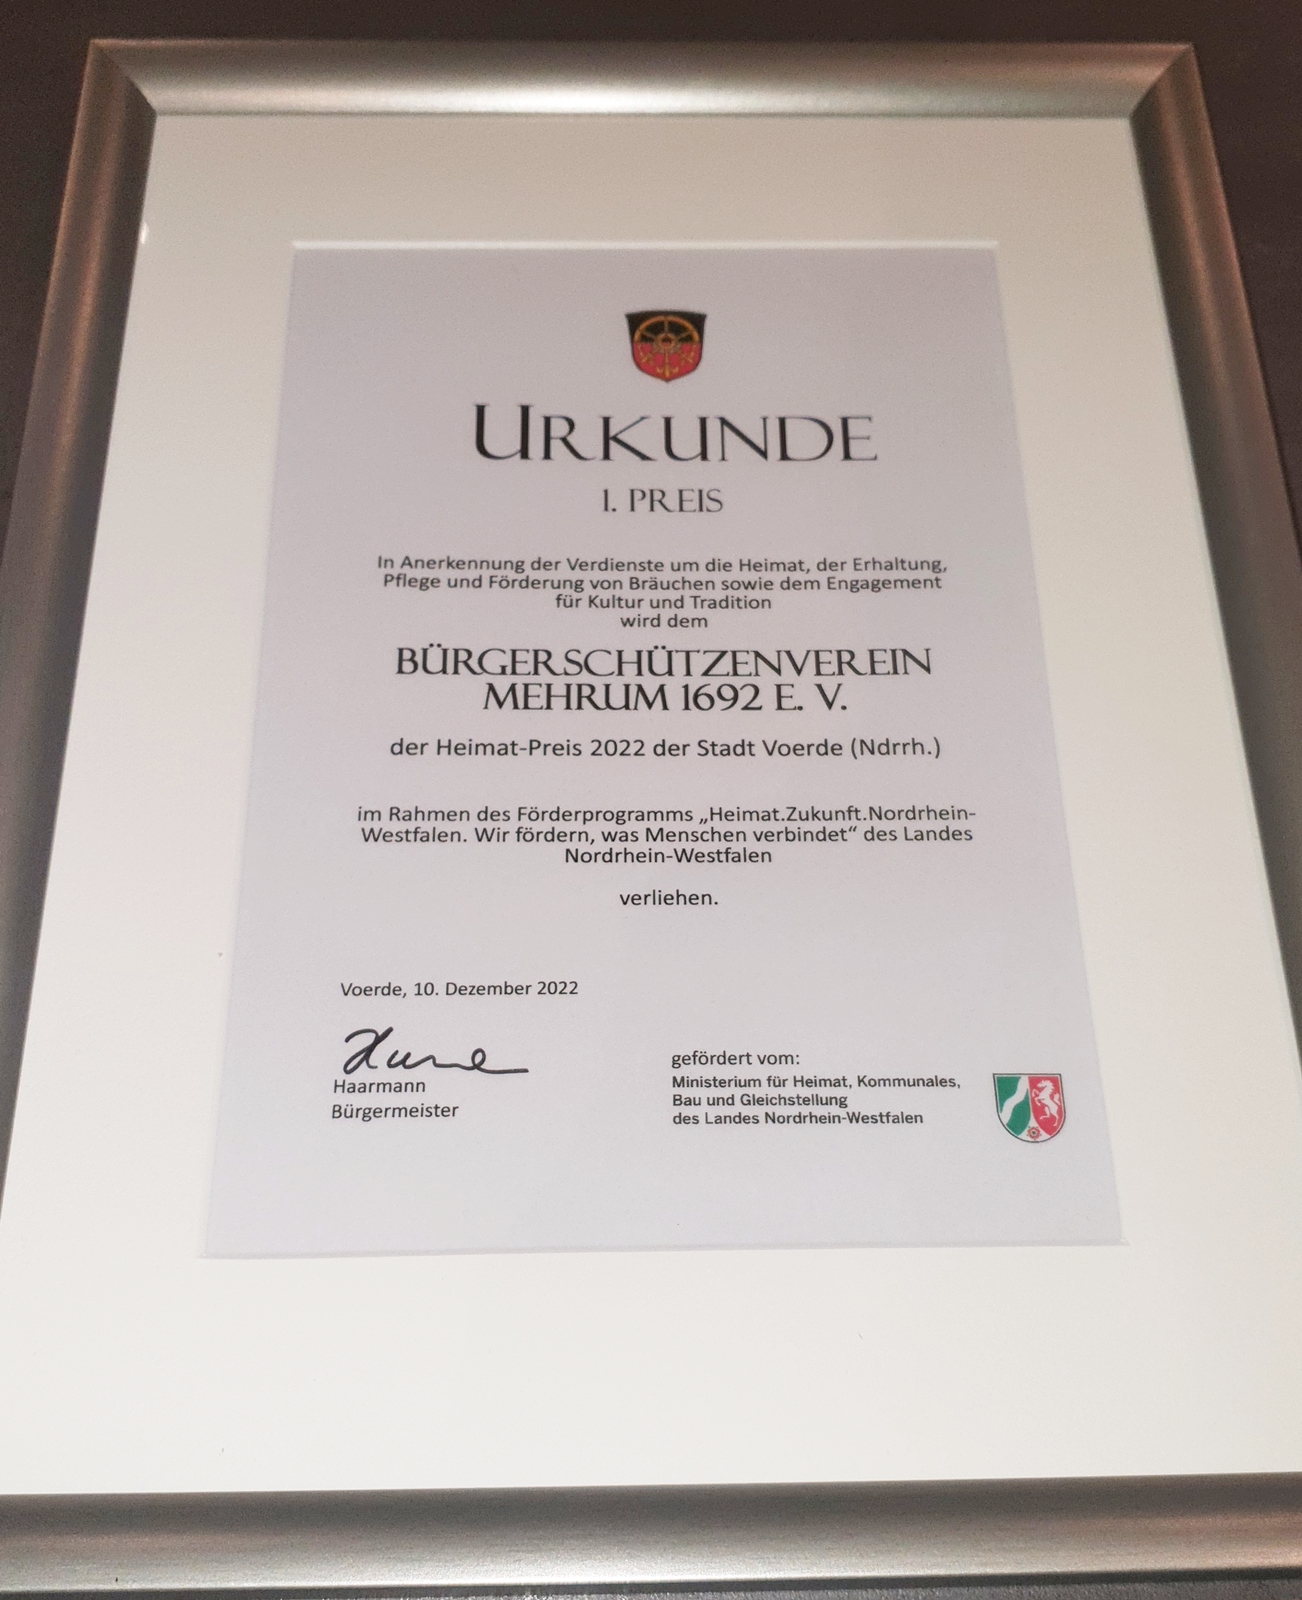 URKUNDE
1. PREIS
In Anerkennung der Verdienste um die Heimat, der Erhaltung,
Pflege und Förderung von Bräuchen sowie dem Engagement
für Kultur und Tradition
wird dem
BÜRGERSCHÜTZENVEREIN
MEHRUM 1692 E. V.
der Heimat-Preis 2022 der Stadt Voerde (Ndrrh.)
im Rahmen des Förderprogramms „Heimat.Zukunft.Nordrhein-
Westfalen. Wir fördern, was Menschen verbindet“ des Landes
Nordrhein-Westfalen
verliehen.
Voerde, 10. Dezember 2022
Haarmann
Bürgermeister
gefördert vom:
Ministerium für Heimat, Kommunales,
Bau und Gleichstellung
des Landes Nordrhein-Westfalen